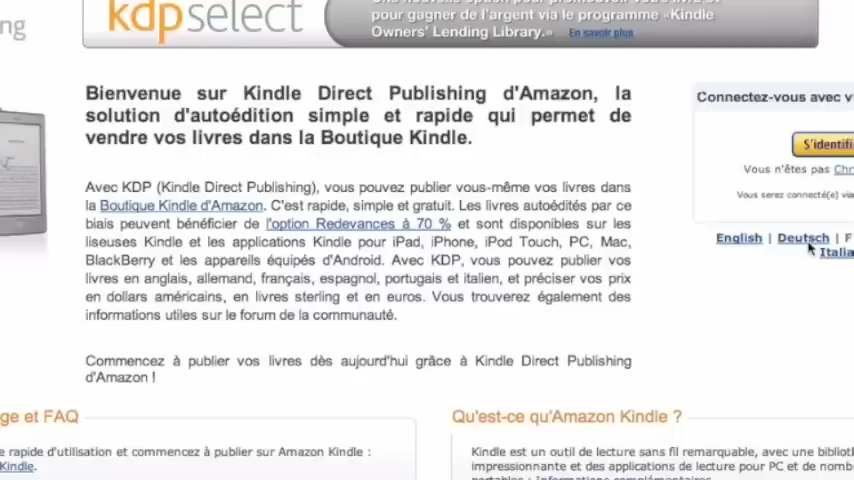 ng
kdpselect
pour gagner de l'argent via le programme «Kindle
Owners' Lending Library.» En savoir plus
Bienvenue sur Kindle Direct Publishing d'Amazon, la
solution d'autoédition simple et rapide qui permet de
vendre vos livres dans la Boutique Kindle.
Avec KDP (Kindle Direct Publishing), vous pouvez publier vous-même vos livres dans
la Boutique Kindle d'Amazon. C'est rapide, simple et gratuit. Les livres autoédités par ce
biais peuvent bénéficier de l'option Redevances à 70 % et sont disponibles sur les
liseuses Kindle et les applications Kindle pour iPad, iPhone, iPod Touch, PC, Mac,
BlackBerry et les appareils équipés d'Android. Avec KDP, vous pouvez publier vos
livres en anglais, allemand, français, espagnol, portugais et italien, et préciser vos prix
en dollars américains, en livres sterling et en euros. Vous trouverez également des
informations utiles sur le forum de la communauté.
Commencez à publier vos livres dès aujourd'hui grâce à Kindle Direct Publishing
d'Amazon !
Connectez-vous avec v
S'identifi
Vous n'êtes pas Chr
Vous serez connecté(e) via
English | Deutsch | F
Italia
ge et FAQ
e rapide d'utilisation et commencez à publier sur Amazon Kindle :
Kindle.
Qu'est-ce qu'Amazon Kindle ?
Kindle est un outil de lecture sans fil remarquable, avec une bibliot
impressionnante et des applications de lecture pour PC et de nomb